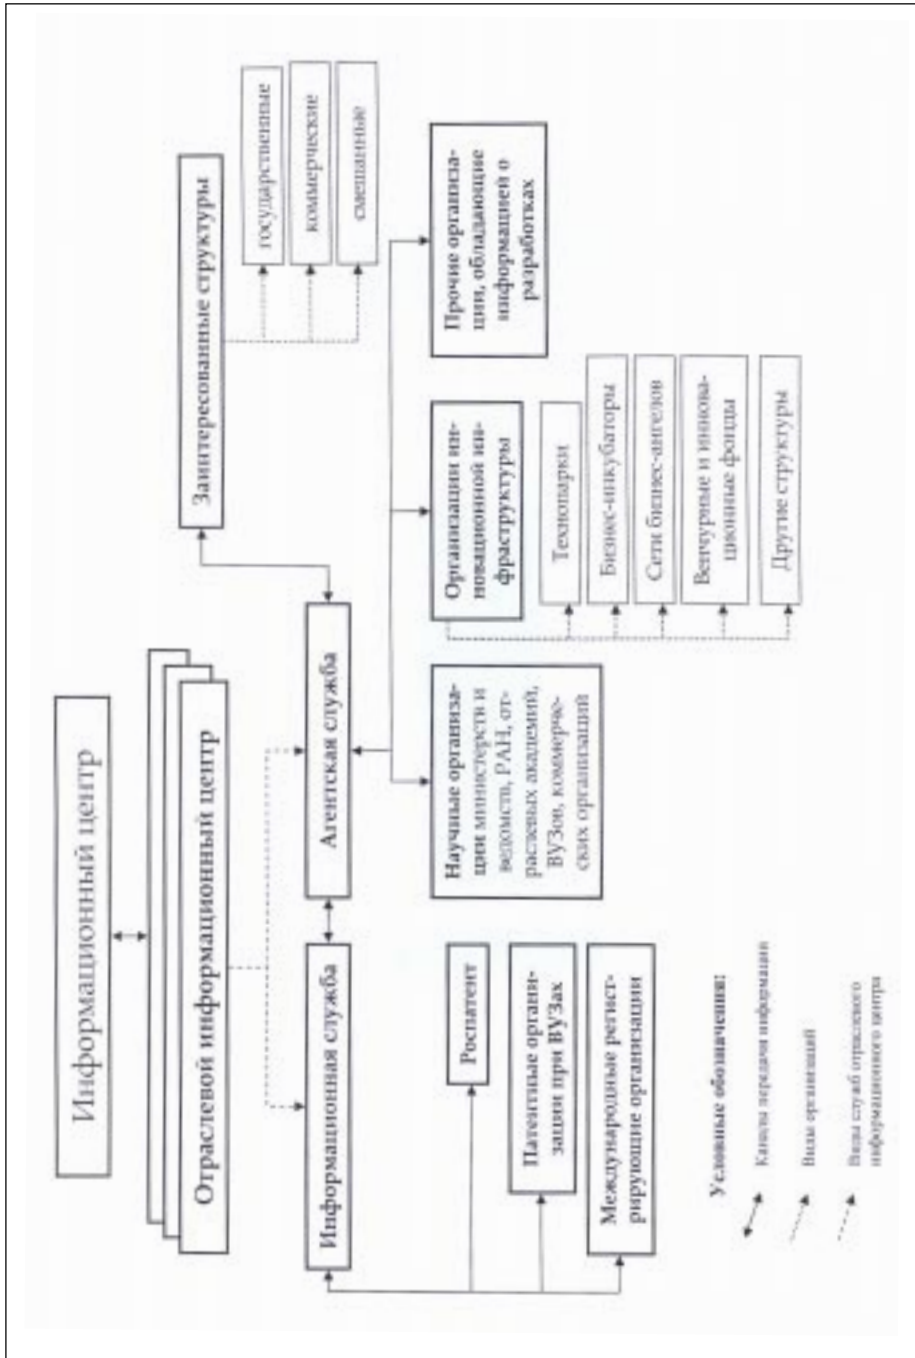 Информационный центр
Отраслевой информационный центр
Информационная служба
Агентская служба
Заинтересованные структуры
государственные
коммерческие
смешанные
Роспатент
Патентные органи-
зации при ВУЗах
Международные регист-
рирующие организации
Научные организа-
ции министерств и
ведомств, РАН, от-
раслевых академий,
ВУЗов, коммерче-
ских организаций
Организации ин-
новационной ин-
фраструктуры
Технопарки
Бизнес-инкубаторы
Сети бизнес-ангелов
Венчурные и иннова-
ционные фонды
Другие структуры
Прочие организа-
ции, обладающие
информацией о
разработках
Условные обозначения:
Каналы передачи информации
Виды организаций
Виды служб отраслевого
информационного центра